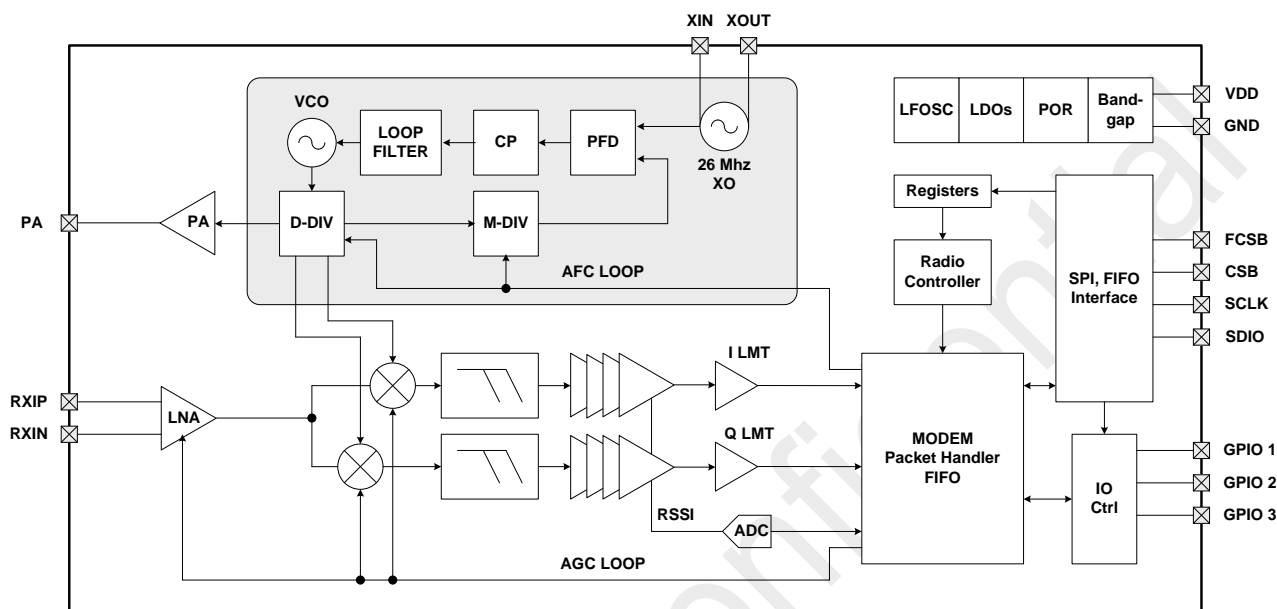 XIN XOUT
VCO
LOOP
FILTER
CP
PFD
26 Mhz
XO
LFOSC
LDOs
POR
Band-
gap
VDD
GND
PA
PA
D-DIV
M-DIV
AFC LOOP
Registers
Radio
Controller
SPI, FIFO
Interface
FCSB
CSB
SCLK
SDIO
RXIP
RXIN
LNA
I LMT
Q LMT
RSSI
ADC
AGC LOOP
MODEM
Packet Handler
FIFO
IO
Ctrl
GPIO 1
GPIO 2
GPIO 3